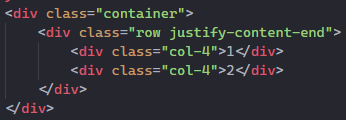 <div class="container">
    <div class="row justify-content-end">
        <div class="col-4">1</div>
        <div class="col-4">2</div>
    </div>
</div>